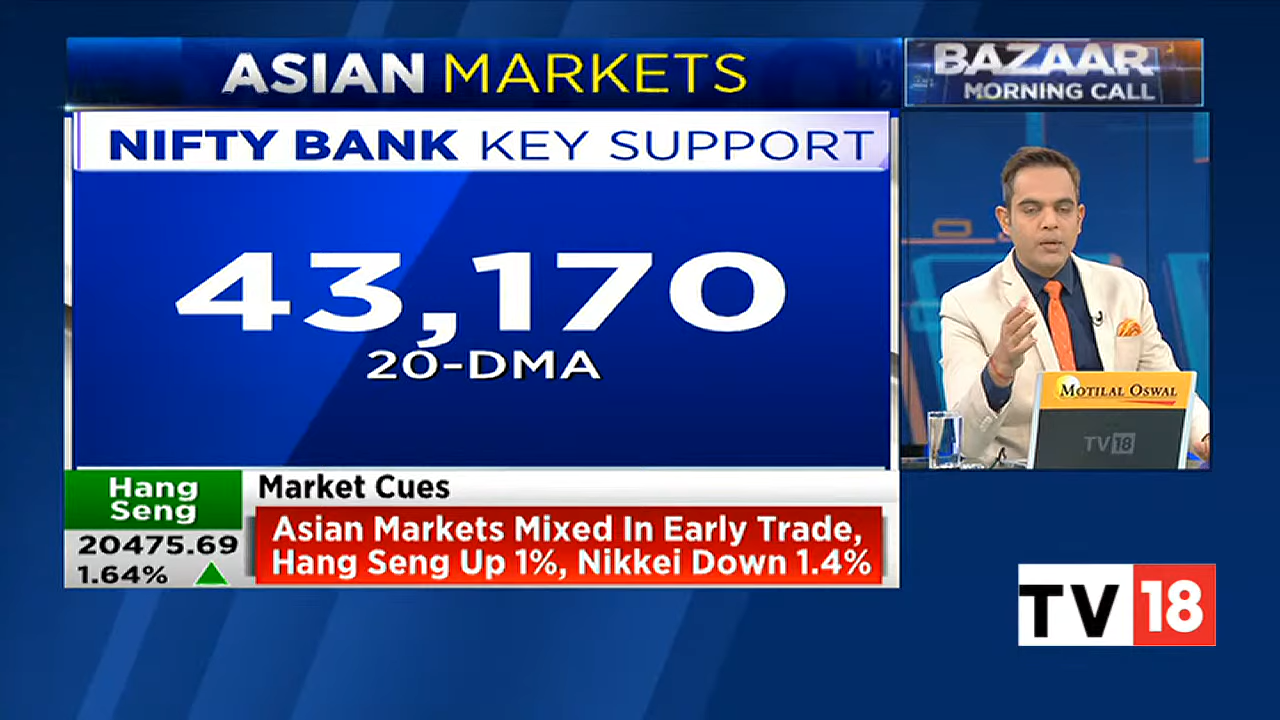 ASIAN MARKETS
BAZAAR
MORNING CALL
NIFTY BANK KEY SUPPORT
43,170
20-DMA
MOTILAL OSWAL
TV18
Hang
Seng
20475.69
1.64%
Market Cues
Asian Markets Mixed In Early Trade,
Hang Seng Up 1%, Nikkei Down 1.4%
TV18